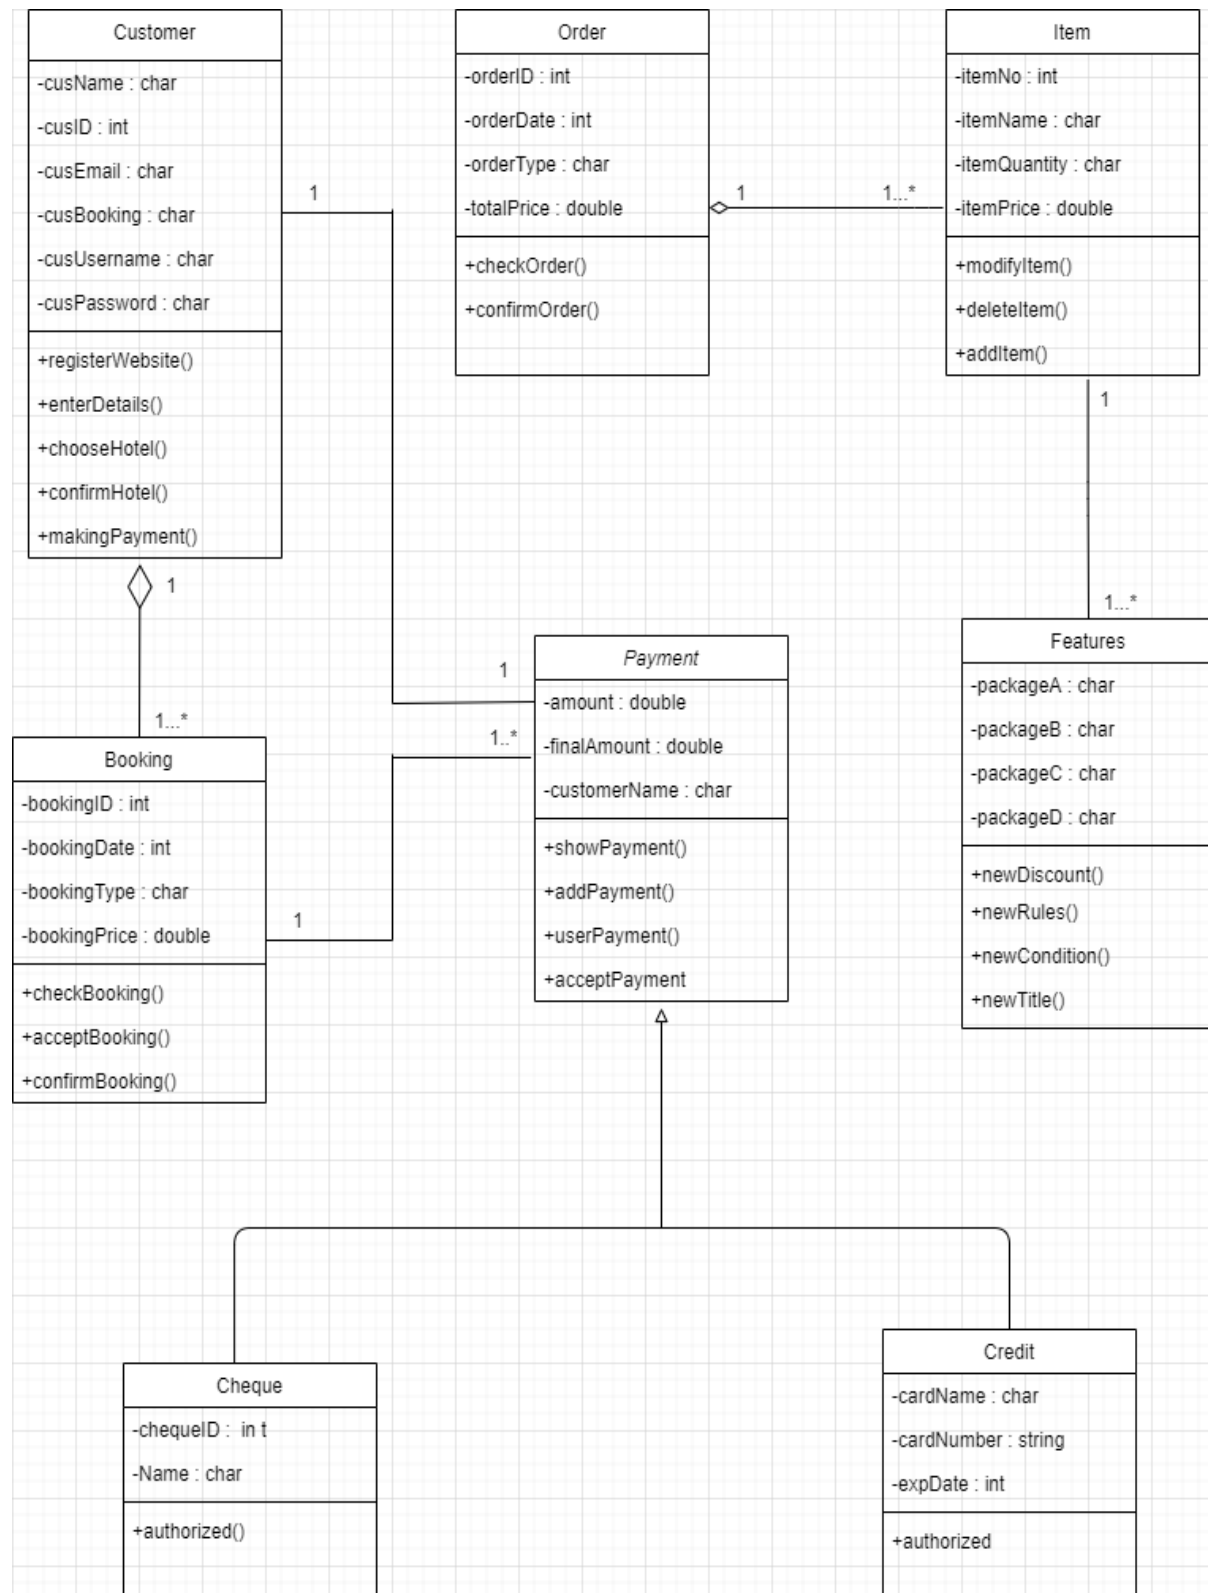 Customer
-cusName : char
-cusID : int
-cusEmail : char
-cusBooking : char
-cusUsername : char
-cusPassword : char
+registerWebsite()
+enterDetails()
+chooseHotel()
+confirmHotel()
+makingPayment()
1
1
1...*
Order
-orderID : int
-orderDate : int
-orderType : char
-totalPrice : double
+checkOrder()
+confirmOrder()
1
1...*
Item
-itemNo : int
-itemName : char
-itemQuantity : char
-itemPrice : double
+modifyItem()
+deleteItem()
+addItem()
1
1...*
Booking
-bookingID : int
-bookingDate : int
-bookingType : char
-bookingPrice : double
+checkBooking()
+acceptBooking()
+confirmBooking()
1
1
1..*
Payment
-amount : double
-finalAmount : double
-customerName : char
+showPayment()
+addPayment()
+userPayment()
+acceptPayment
Features
-packageA : char
-packageB : char
-packageC : char
-packageD : char
+newDiscount()
+newRules()
+newCondition()
+newTitle()
Cheque
-chequeID :  in t
-Name : char
+authorized()
Credit
-cardName : char
-cardNumber : string
-expDate : int
+authorized